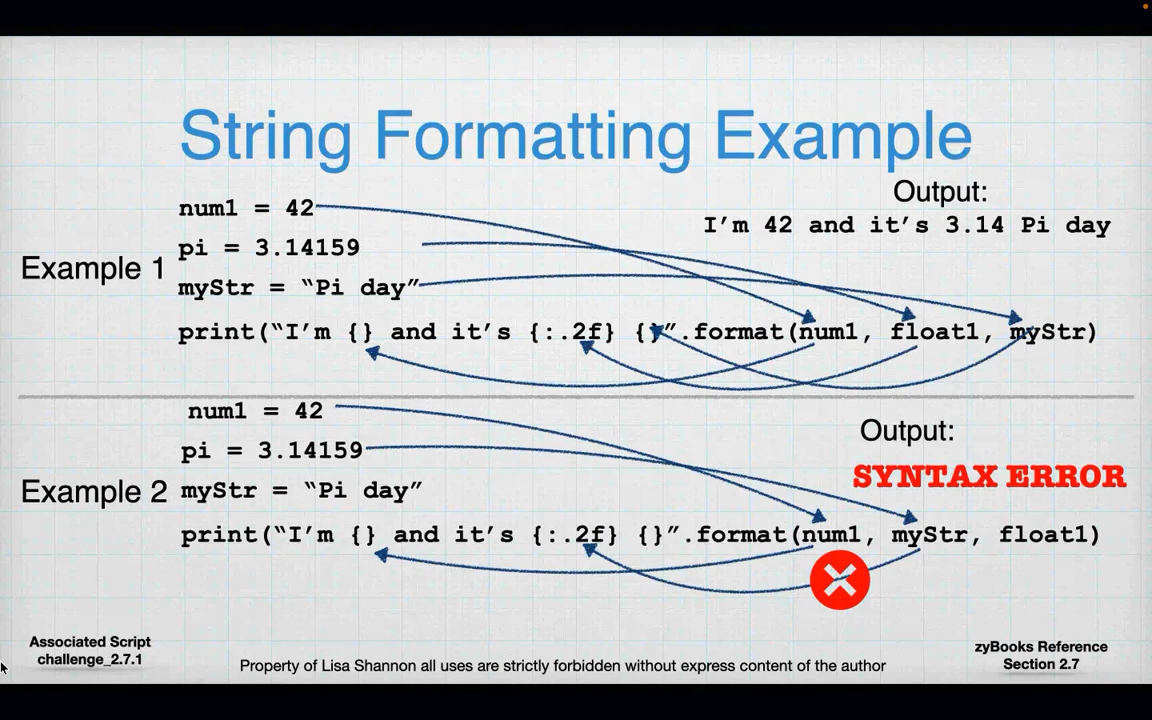 String Formatting Example
Output:
I’m 42 and it’s 3.14 Pi day
Example 1
num1 = 42
pi = 3.14159
myStr = “Pi day”
print(“I’m {} and it’s {:.2f} {}”.format(num1, float1, myStr)
Output:
SYNTAX ERROR
Example 2
num1 = 42
pi = 3.14159
myStr = “Pi day”
print(“I’m {} and it’s {:.2f} {}”.format(num1, myStr, float1)
Associated Script
challenge_2.7.1
Property of Lisa Shannon all uses are strictly forbidden without express content of the author
zyBooks Reference
Section 2.7